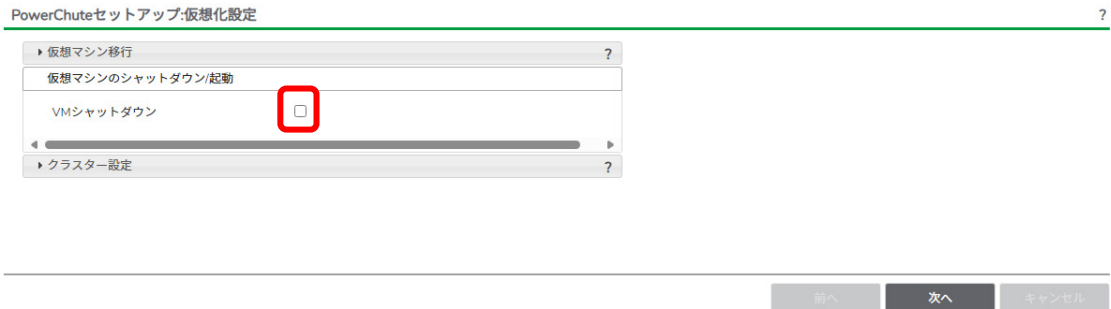 PowerChuteセットアップ:仮想化設定 ?
仮想マシン移行 ?
仮想マシンのシャットダウン/起動
VMシャットダウン
クラスター設定 ?
前へ 次へ キャンセル